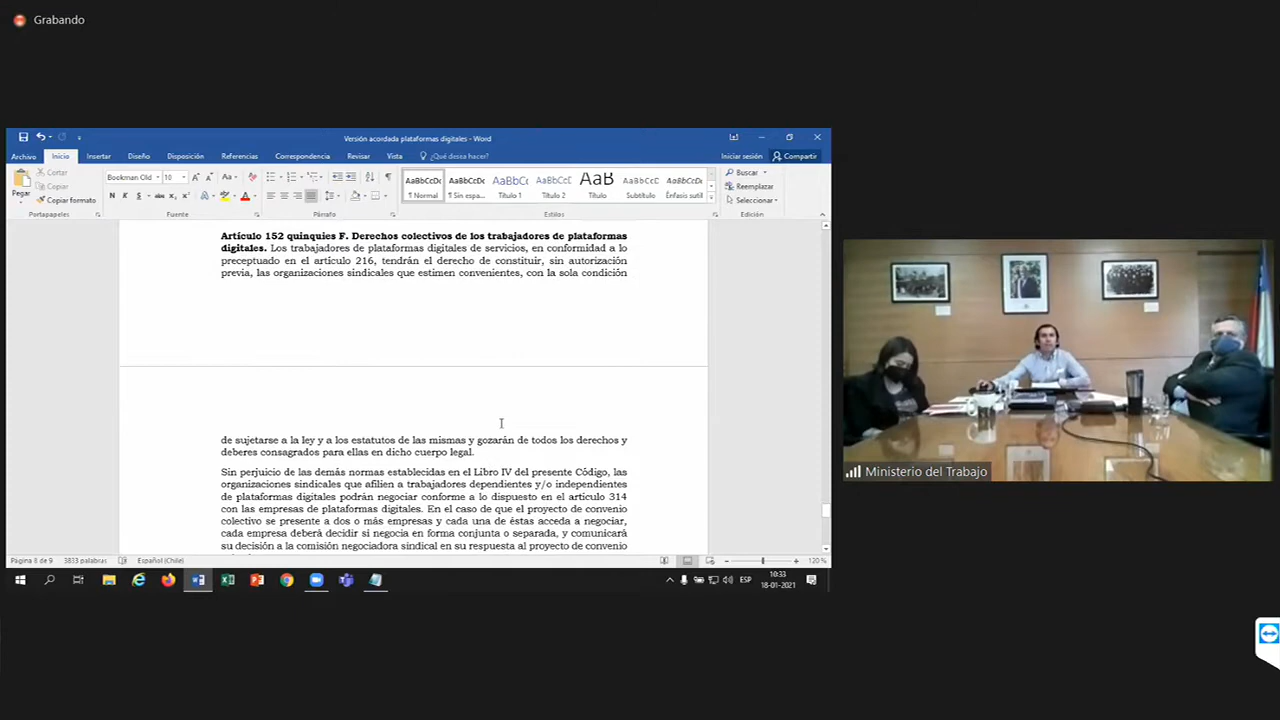 Grabando
Versión acordada plataformas digitales - Word
Archivo Inicio Insertar Diseño Disposición Referencias Correspondencia Revisar Vista ¿Qué desea hacer? Iniciar sesión Compartir
Pegar
Cortar
Copiar
Copiar formato
Bookman Old 10
N K S abc
AaBbCcDc AaBbCcDc AaBbCc AaBbCcD AaB AaBbCcD AaBbCcDc
¶ Normal ¶ Sin espa... Título 1 Título 2 Título Subtítulo Énfasis sutil
Buscar
Reemplazar
Seleccionar
Portapapeles Fuente Párrafo Estilos Edición
Artículo 152 quinquies F. Derechos colectivos de los trabajadores de plataformas
digitales. Los trabajadores de plataformas digitales de servicios, en conformidad a lo
preceptuado en el artículo 216, tendrán el derecho de constituir, sin autorización
previa, las organizaciones sindicales que estimen convenientes, con la sola condición
de sujetarse a la ley y a los estatutos de las mismas y gozarán de todos los derechos y
deberes consagrados para ellas en dicho cuerpo legal.
Sin perjuicio de las demás normas establecidas en el Libro IV del presente Código, las
organizaciones sindicales que afilien a trabajadores dependientes y/o independientes
de plataformas digitales podrán negociar conforme a lo dispuesto en el artículo 314
con las empresas de plataformas digitales. En el caso de que el proyecto de convenio
colectivo se presente a dos o más empresas y cada una de éstas acceda a negociar,
cada empresa deberá decidir si negocia en forma conjunta o separada, y comunicará
su decisión a la comisión negociadora sindical en su respuesta al proyecto de convenio
Página 8 de 9 3833 palabras Español (Chile) 120 %
ESP
10:33
18-01-2021
Ministerio del Trabajo